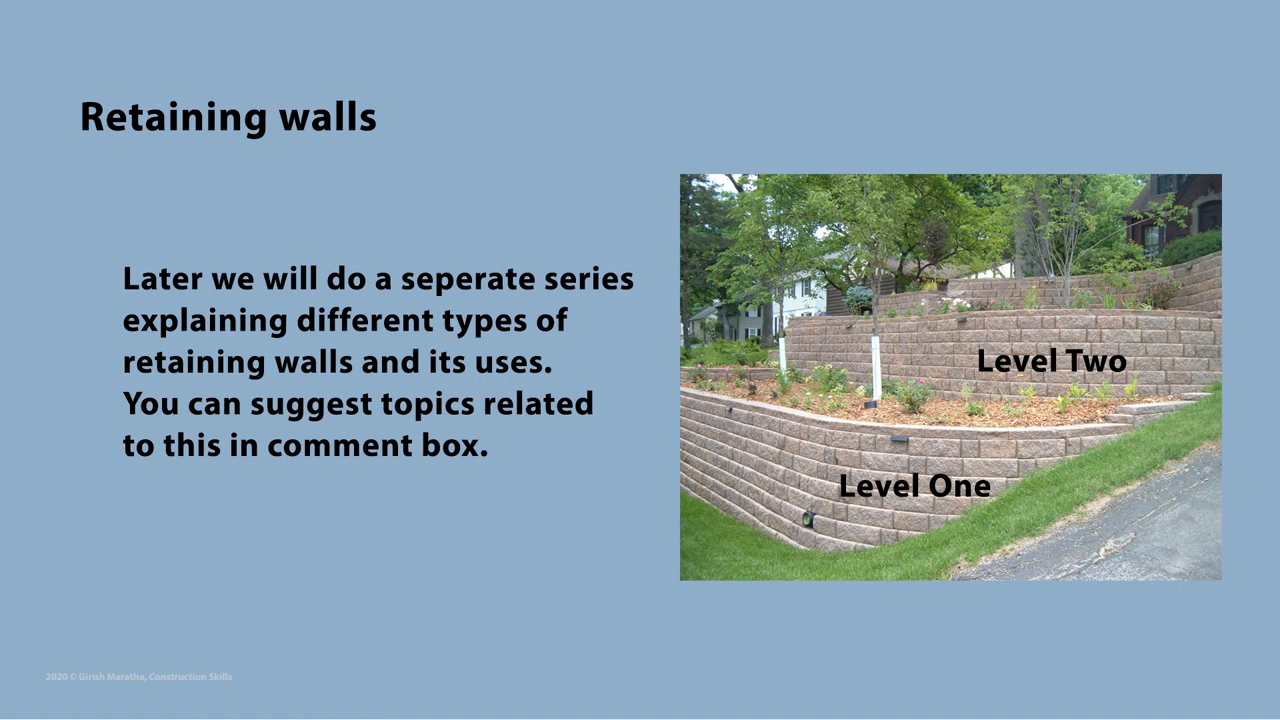 Retaining walls
Later we will do a seperate series
explaining different types of
retaining walls and its uses.
You can suggest topics related
to this in comment box.
Level Two
Level One
2020 © Girish Marathe, Construction Skills